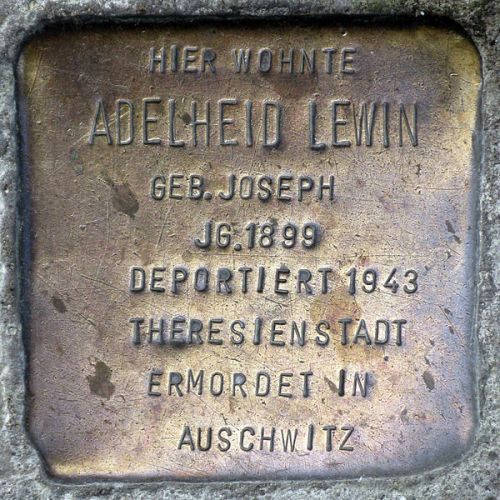 HIER WOHNTE
ADELHEID LEWIN
GEB. JOSEPH
JG. 1899
DEPORTIERT 1943
THERESIENSTADT
ERMORDET IN
AUSCHWITZ